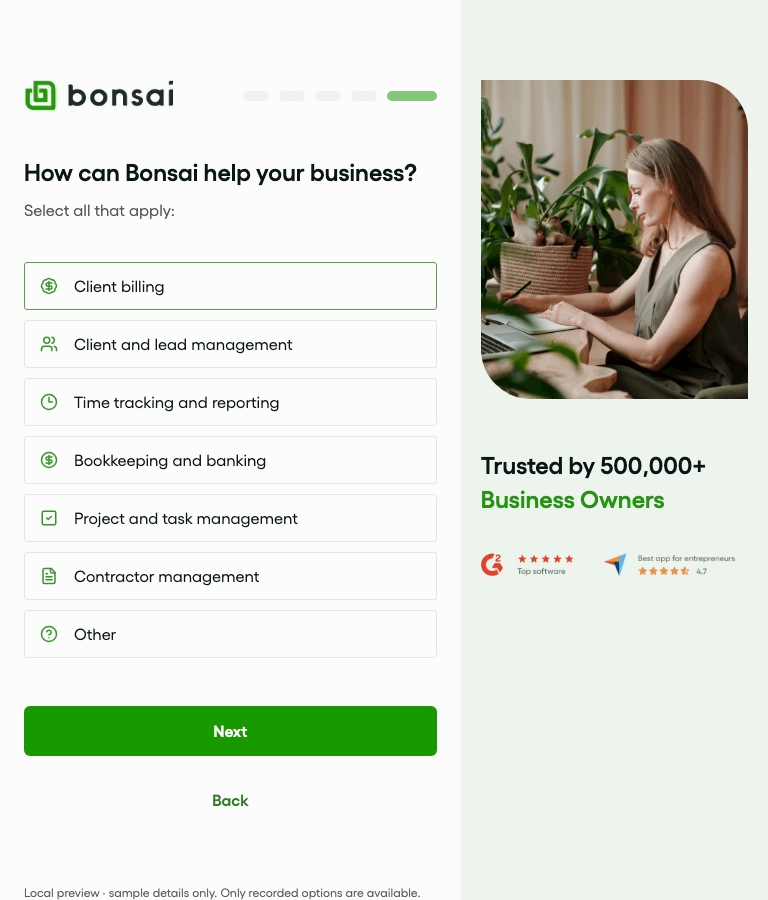 bonsai
How can Bonsai help your business?
Select all that apply:
Client billing
Client and lead management
Time tracking and reporting
Bookkeeping and banking
Project and task management
Contractor management
Other
Next
Back
Local preview · sample details only. Only recorded options are available.
Trusted by 500,000+
Business Owners
G2
Top software
Best app for entrepreneurs
4.7